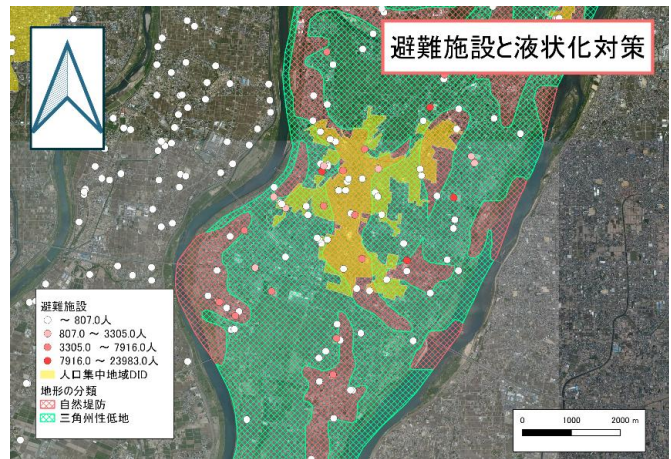 避難施設と液状化対策
避難施設
～ 807.0人
807.0 ～ 3305.0人
3305.0 ～ 7916.0人
7916.0 ～ 23983.0人
人口集中地域DID
地形の分類
自然堤防
三角州性低地
0 1000 2000 m